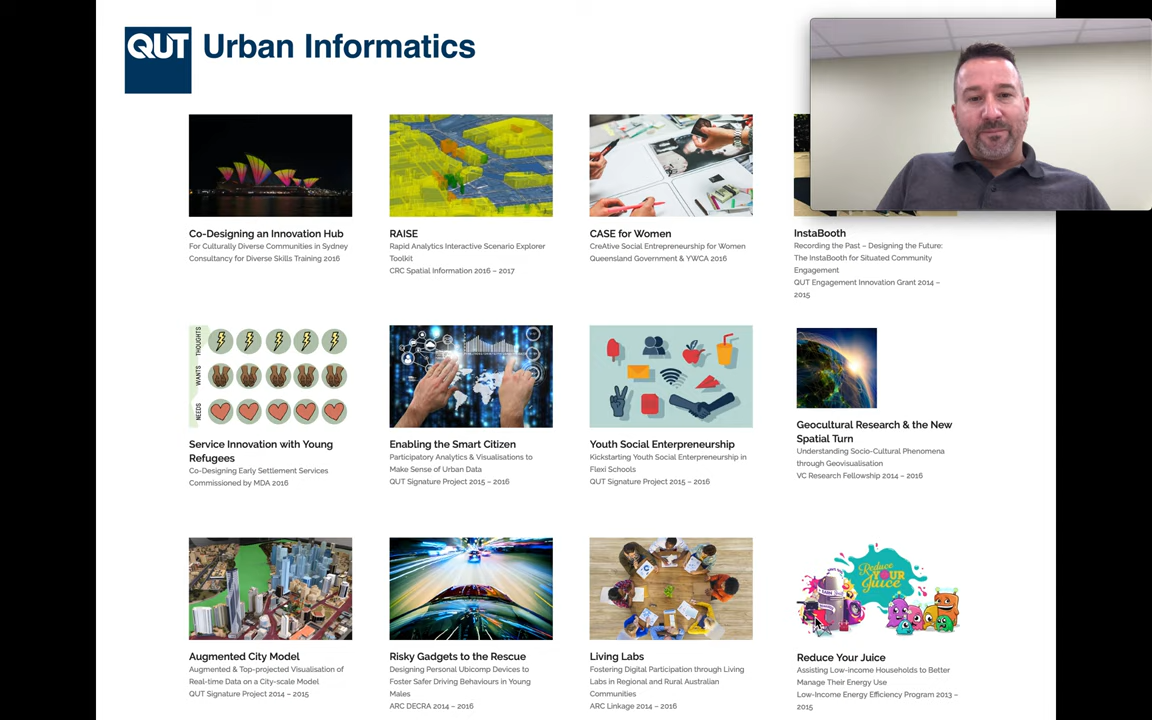 QUT Urban Informatics
Co-Designing an Innovation Hub
For Culturally Diverse Communities in Sydney
Consultancy for Diverse Skills Training 2016
RAISE
Rapid Analytics Interactive Scenario Explorer
Toolkit
CRC Spatial Information 2016 – 2017
CASE for Women
CreAtive Social Entrepreneurship for Women
Queensland Government & YWCA 2016
InstaBooth
Recording the Past – Designing the Future:
The InstaBooth for Situated Community
Engagement
QUT Engagement Innovation Grant 2014 –
2015
THOUGHTS
WANTS
NEEDS
Service Innovation with Young
Refugees
Co-Designing Early Settlement Services
Commissioned by MDA 2016
Enabling the Smart Citizen
Participatory Analytics & Visualisations to
Make Sense of Urban Data
QUT Signature Project 2015 – 2016
Youth Social Enterpreneurship
Kickstarting Youth Social Enterpreneurship in
Flexi Schools
QUT Signature Project 2015 – 2016
Geocultural Research & the New
Spatial Turn
Understanding Socio-Cultural Phenomena
through Geovisualisation
VC Research Fellowship 2014 – 2016
Augmented City Model
Augmented & Top-projected Visualisation of
Real-time Data on a City-scale Model
QUT Signature Project 2014 – 2015
Risky Gadgets to the Rescue
Designing Personal Ubicomp Devices to
Foster Safer Driving Behaviours in Young
Males
ARC DECRA 2014 – 2016
Living Labs
Fostering Digital Participation through Living
Labs in Regional and Rural Australian
Communities
ARC Linkage 2014 – 2016
Reduce
YOUR
Juice
Reduce Your Juice
Assisting Low-income Households to Better
Manage Their Energy Use
Low-Income Energy Efficiency Program 2013 –
2015